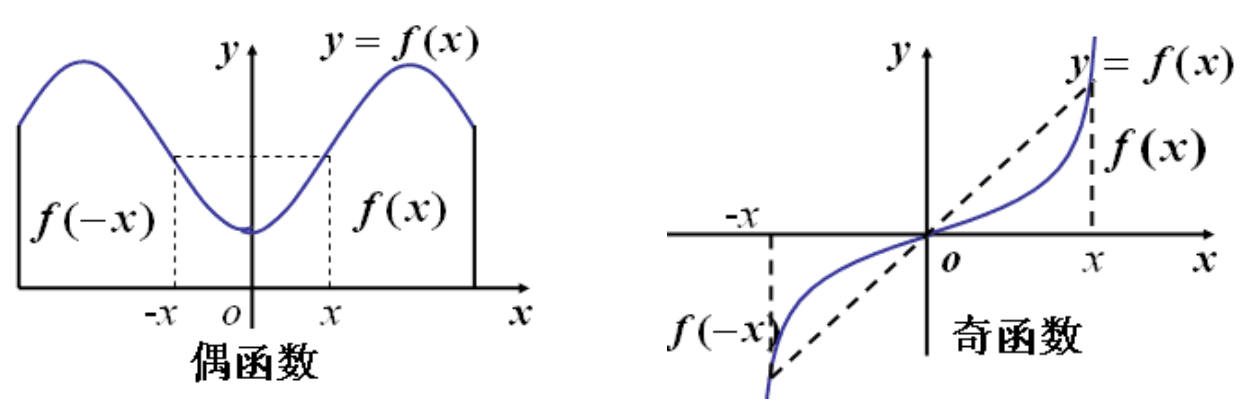 y
y = f(x)
f(-x)
f(x)
-x
o
x
x
偶函数
y
y = f(x)
f(x)
-x
o
x
x
f(-x)
奇函数